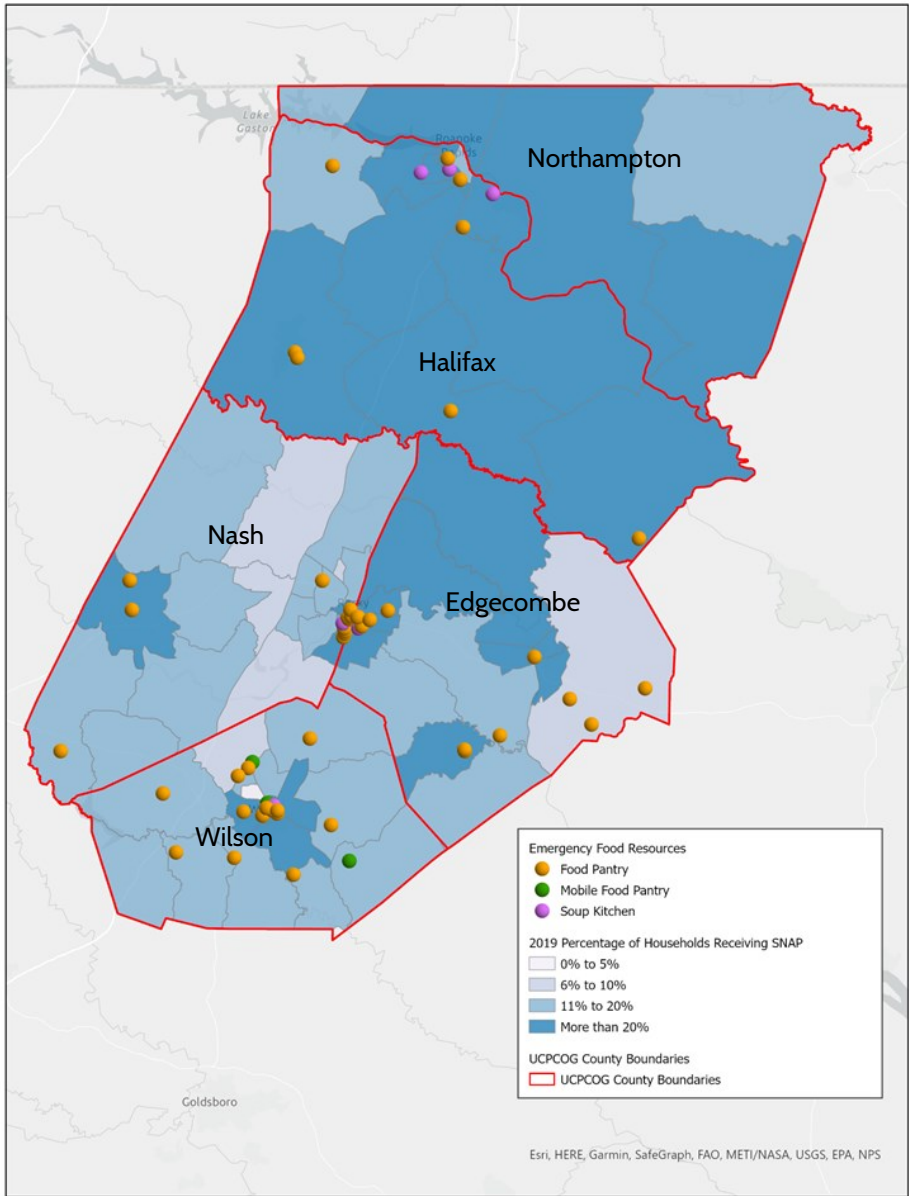 Lake
Gaston
Roanoke
Northampton
Halifax
Nash
Edgecombe
Wilson
Emergency Food Resources
Food Pantry
Mobile Food Pantry
Soup Kitchen
2019 Percentage of Households Receiving SNAP
0% to 5%
6% to 10%
11% to 20%
More than 20%
UCPCOG County Boundaries
UCPCOG County Boundaries
Goldsboro
Esri, HERE, Garmin, SafeGraph, FAO, METI/NASA, USGS, EPA, NPS